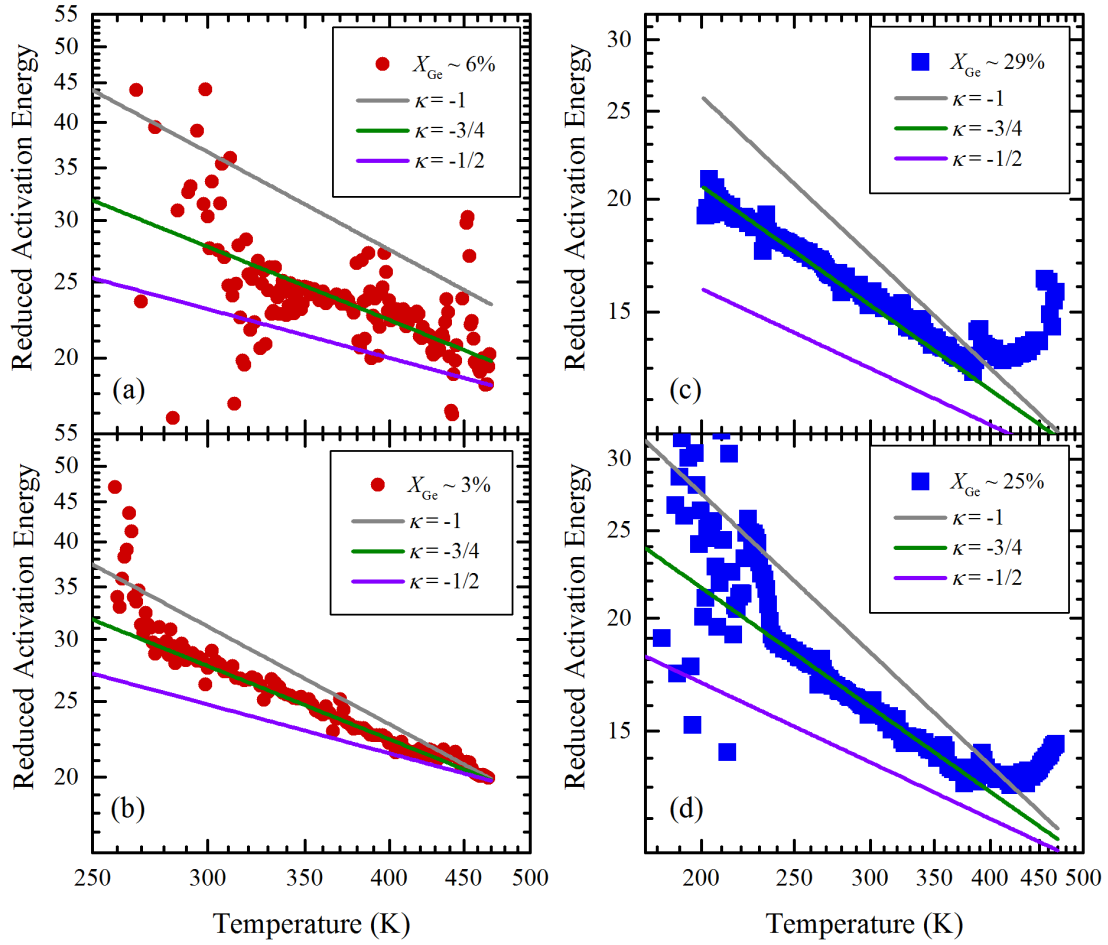 Reduced Activation Energy
55
50
45
40
35
30
25
20
X_Ge ~ 6%
κ = -1
κ = -3/4
κ = -1/2
(a)
Reduced Activation Energy
30
25
20
15
X_Ge ~ 29%
κ = -1
κ = -3/4
κ = -1/2
(c)
Reduced Activation Energy
55
50
45
40
35
30
25
20
X_Ge ~ 3%
κ = -1
κ = -3/4
κ = -1/2
(b)
250
300
350
400
450
500
Temperature (K)
Reduced Activation Energy
30
25
20
15
X_Ge ~ 25%
κ = -1
κ = -3/4
κ = -1/2
(d)
200
250
300
350
400
450
500
Temperature (K)